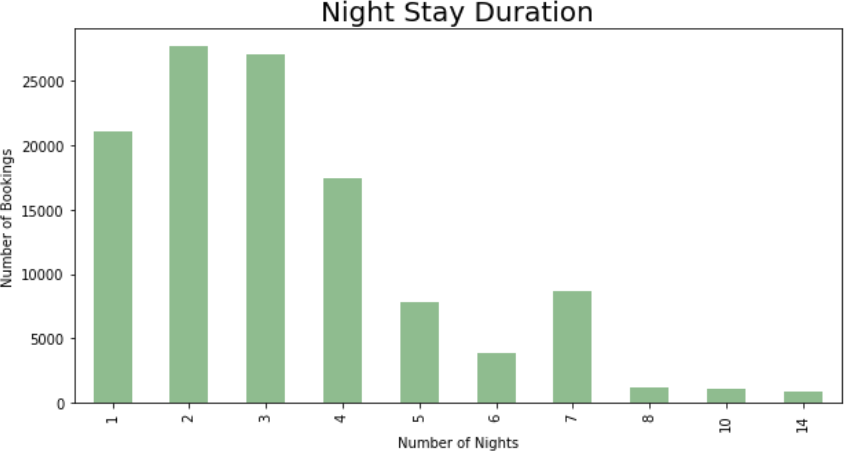 Night Stay Duration
Number of Bookings
25000
20000
15000
10000
5000
0
1 2 3 4 5 6 7 8 10 14
Number of Nights